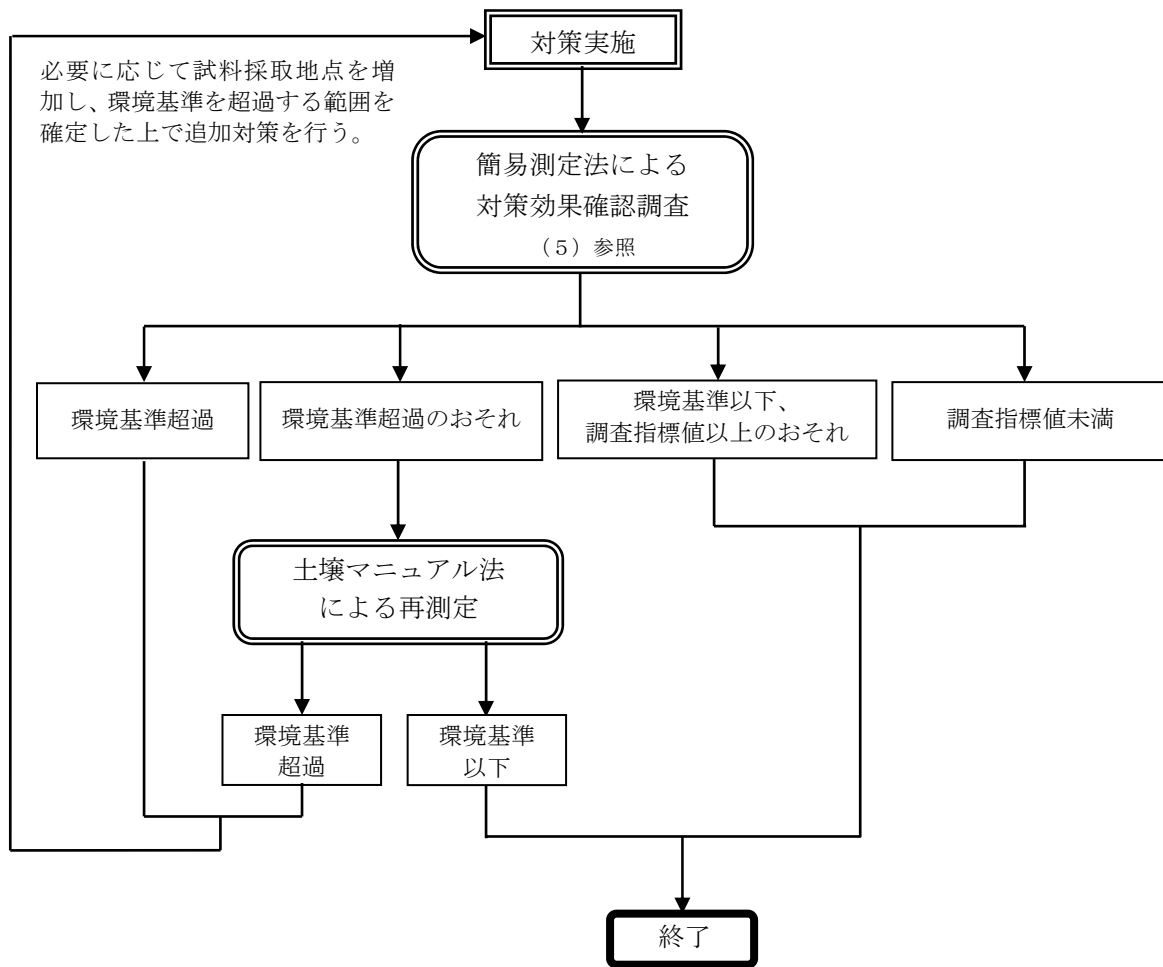 対策実施
必要に応じて試料採取地点を増
加し、環境基準を超過する範囲を
確定した上で追加対策を行う。
簡易測定法による
対策効果確認調査
（５）参照
環境基準超過
環境基準超過のおそれ
環境基準以下、
調査指標値以上のおそれ
調査指標値未満
土壌マニュアル法
による再測定
環境基準
超過
環境基準
以下
終了